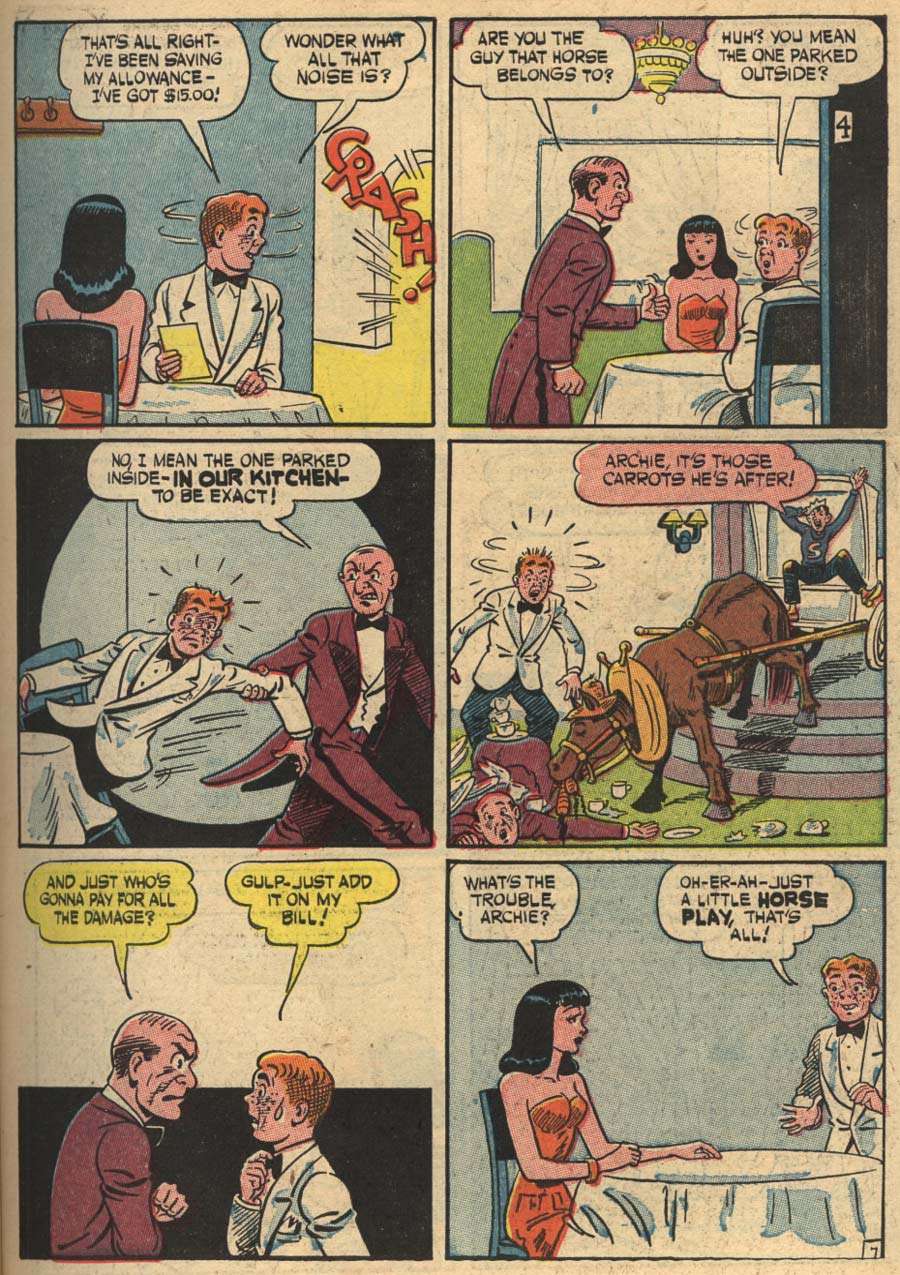 THAT'S ALL RIGHT-
I'VE BEEN SAVING
MY ALLOWANCE-
I'VE GOT $15.00!
WONDER WHAT
ALL THAT
NOISE IS?
CRASH!
ARE YOU THE
GUY THAT HORSE
BELONGS TO?
HUH? YOU MEAN
THE ONE PARKED
OUTSIDE?
4
NO, I MEAN THE ONE PARKED
INSIDE-IN OUR KITCHEN-
TO BE EXACT!
ARCHIE, IT'S THOSE
CARROTS HE'S AFTER!
S
AND JUST WHO'S
GONNA PAY FOR ALL
THE DAMAGE?
GULP-JUST ADD
IT ON MY
BILL!
WHAT'S THE
TROUBLE,
ARCHIE?
OH-ER-AH-JUST
A LITTLE HORSE
PLAY, THAT'S
ALL!
7